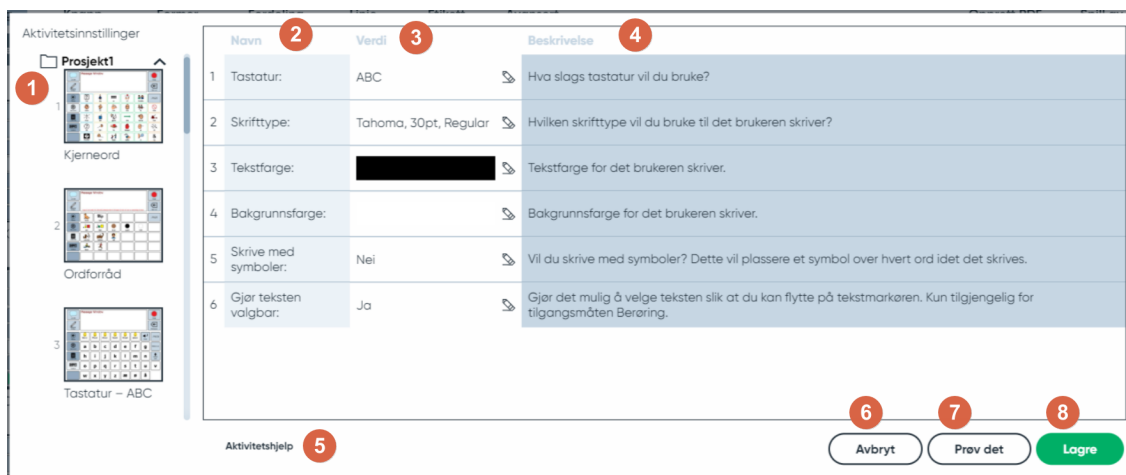 Aktivitetsinnstillinger
Prosjekt1
1
1
Kjerneord
2
Ordforråd
3
Tastatur – ABC
Navn 2 Verdi 3 Beskrivelse 4
1 Tastatur: ABC Hva slags tastatur vil du bruke?
2 Skrifttype: Tahoma, 30pt, Regular Hvilken skrifttype vil du bruke til det brukeren skriver?
3 Tekstfarge: Tekstfarge for det brukeren skriver.
4 Bakgrunnsfarge: Bakgrunnsfarge for det brukeren skriver.
5 Skrive med
symboler: Nei Vil du skrive med symboler? Dette vil plassere et symbol over hvert ord idet det skrives.
6 Gjør teksten
valgbar: Ja Gjør det mulig å velge teksten slik at du kan flytte på tekstmarkøren. Kun tilgjengelig for
tilgangsmåten Berøring.
Aktivitetshjelp 5
6 7 8
Avbryt Prøv det Lagre